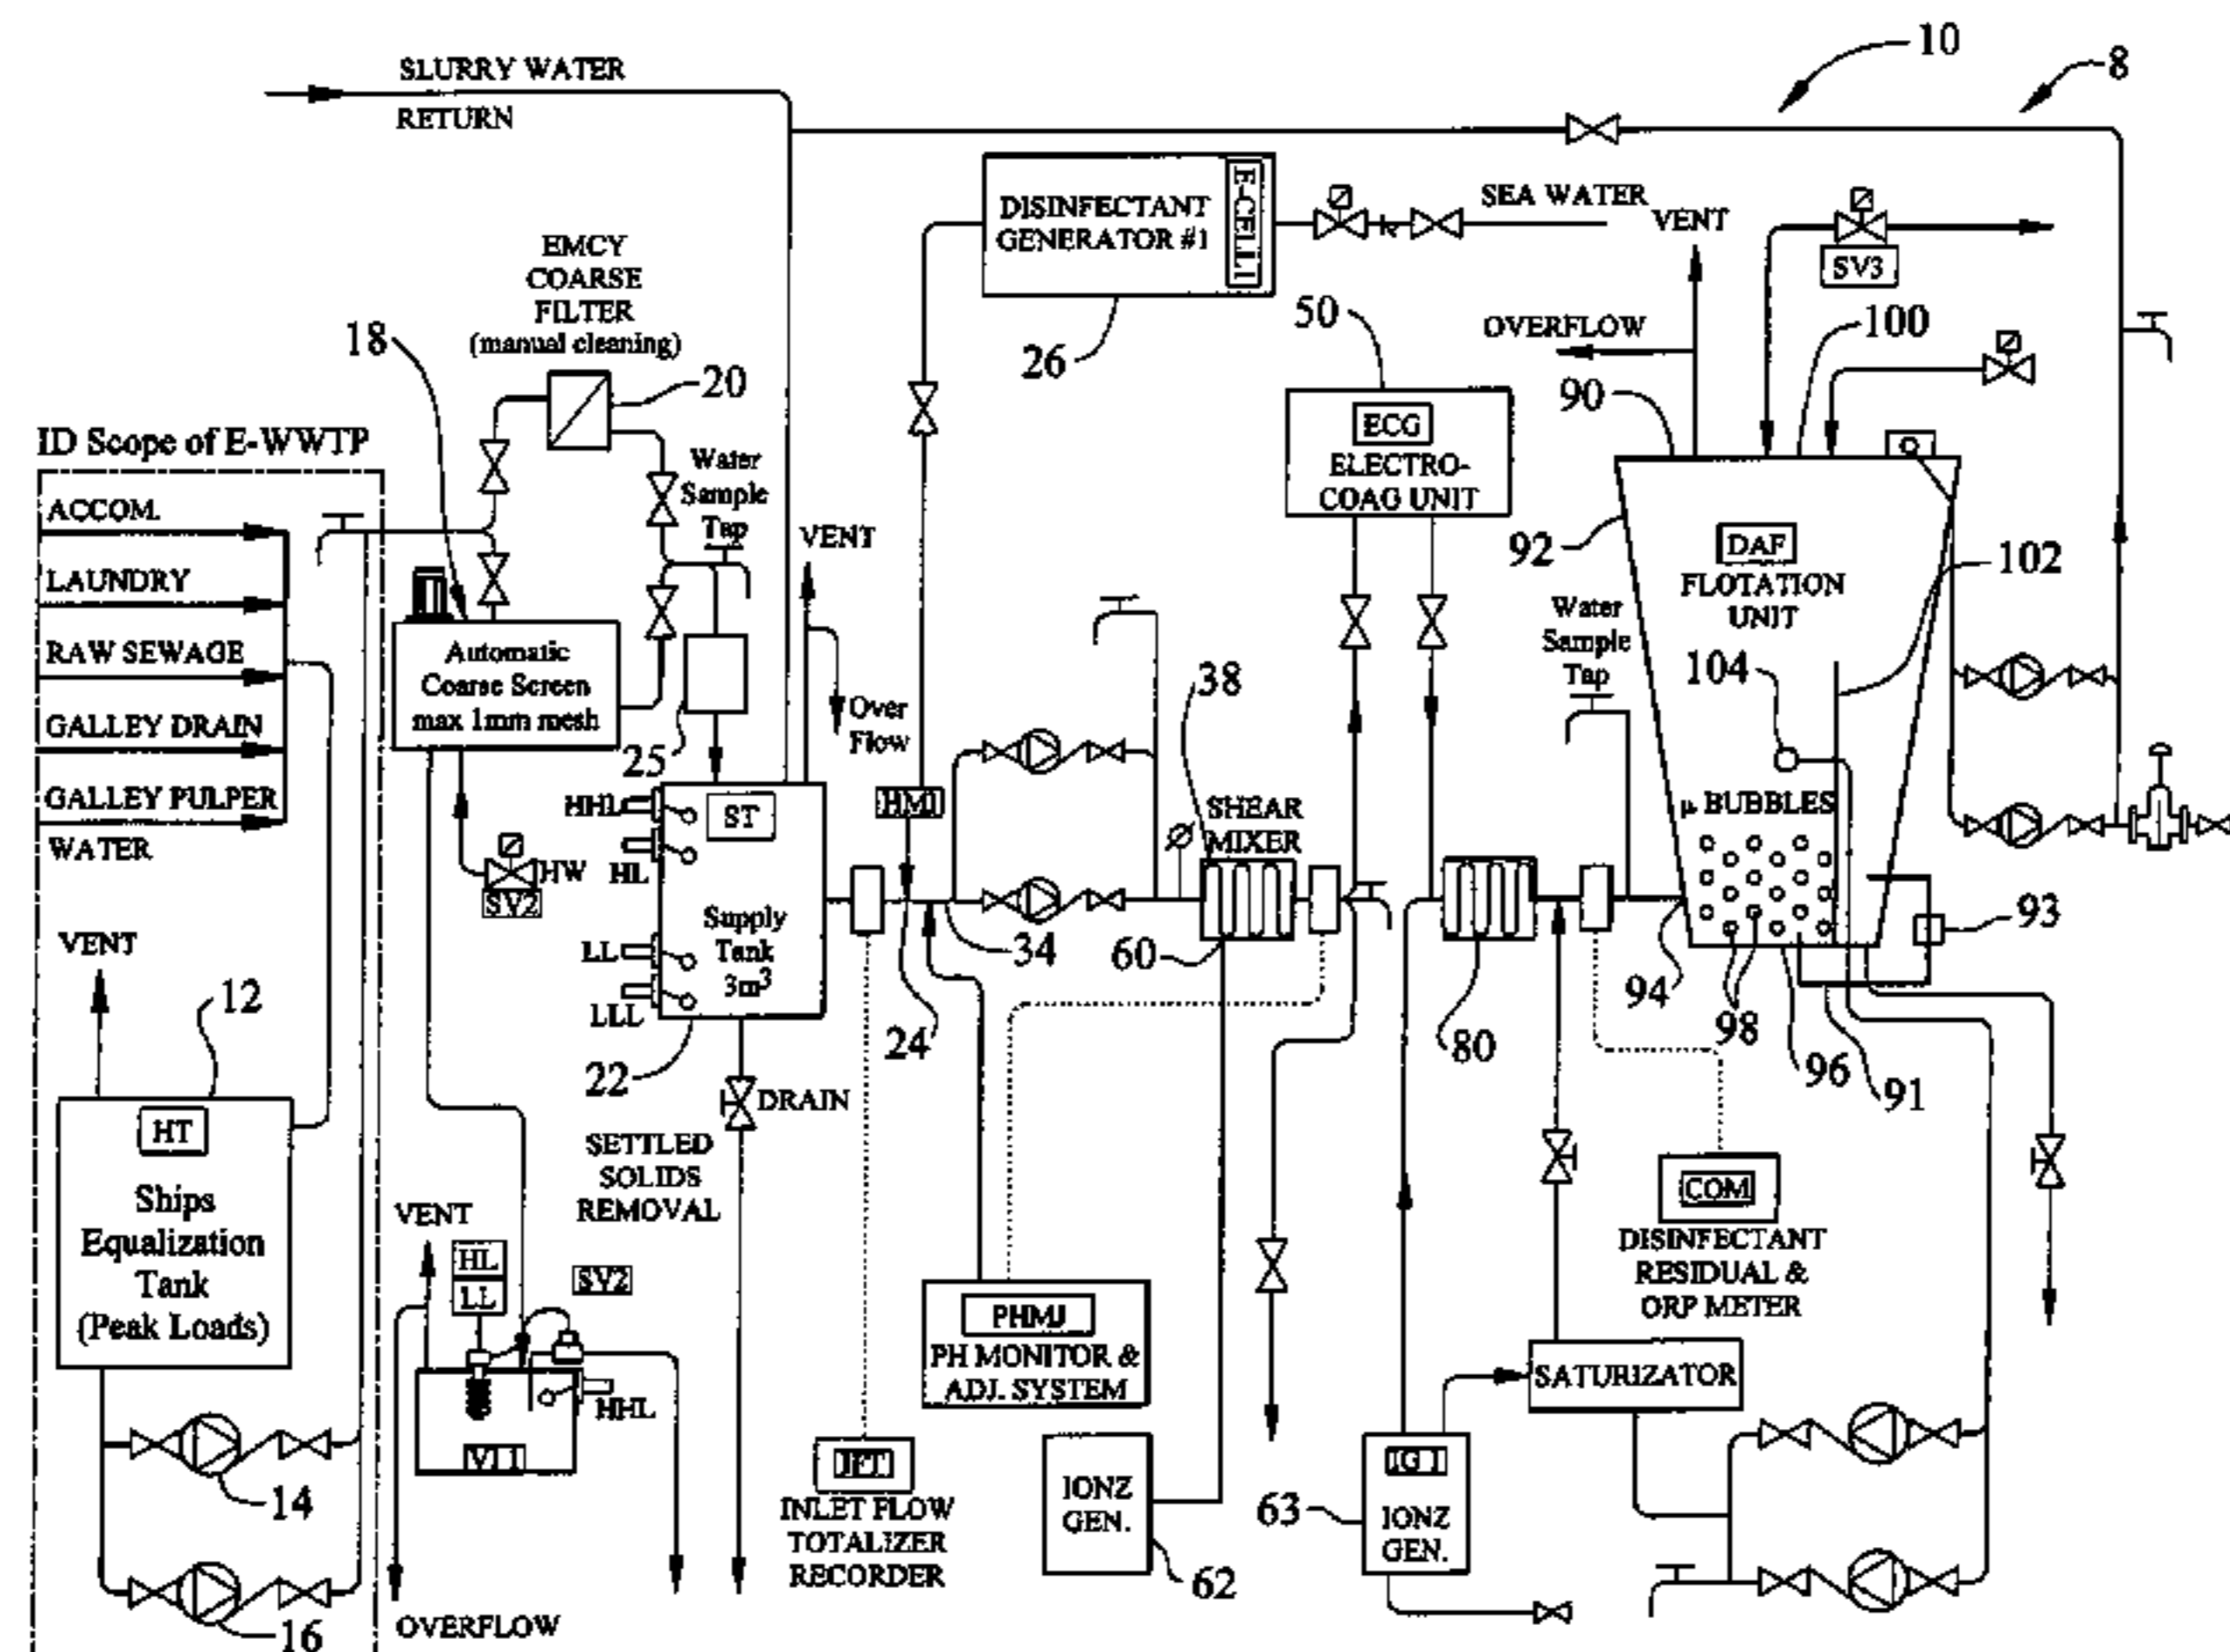 SLURRY WATER
RETURN
10
8
DISINFECTANT
GENERATOR #1
E-CELL1
26
SEA WATER
VENT
SV3
OVERFLOW
100
90
EMCY
COARSE
FILTER
(manual cleaning)
18
20
Water
Sample
Tap
50
ECG
ELECTRO-
COAG UNIT
ID Scope of E-WWTP
ACCOM.
LAUNDRY
RAW SEWAGE
GALLEY DRAIN
GALLEY PULPER
WATER
Automatic
Coarse Screen
max 1mm mesh
25
VENT
Over
Flow
92
DAF
FLOTATION
UNIT
102
Water
Sample
Tap
104
μ BUBBLES
38
SHEAR
MIXER
HHL
HL
ST
Supply
Tank
3m³
LL
LLL
22
HW
SV2
HMI
24
34
60
80
94
98
96
91
93
VENT
12
HT
Ships
Equalization
Tank
(Peak Loads)
14
16
DRAIN
SETTLED
SOLIDS
REMOVAL
VENT
HL
LL
SV2
HHL
OVERFLOW
INLET FLOW
TOTALIZER
RECORDER
PHMJ
PH MONITOR &
ADJ. SYSTEM
IONZ
GEN.
62
63
IG 1
IONZ
GEN.
SATURIZATOR
COM
DISINFECTANT
RESIDUAL &
ORP METER